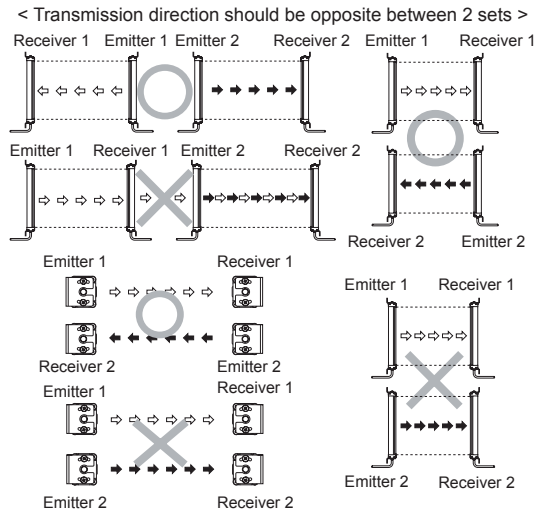 < Transmission direction should be opposite between 2 sets >
Receiver 1 Emitter 1 Emitter 2 Receiver 2 Emitter 1 Receiver 1
Emitter 1 Receiver 1 Emitter 2 Receiver 2
Receiver 2 Emitter 2
Emitter 1 Receiver 1
Emitter 1 Receiver 1
Receiver 2 Emitter 2
Emitter 1 Receiver 1
Emitter 2 Receiver 2
Emitter 2 Receiver 2